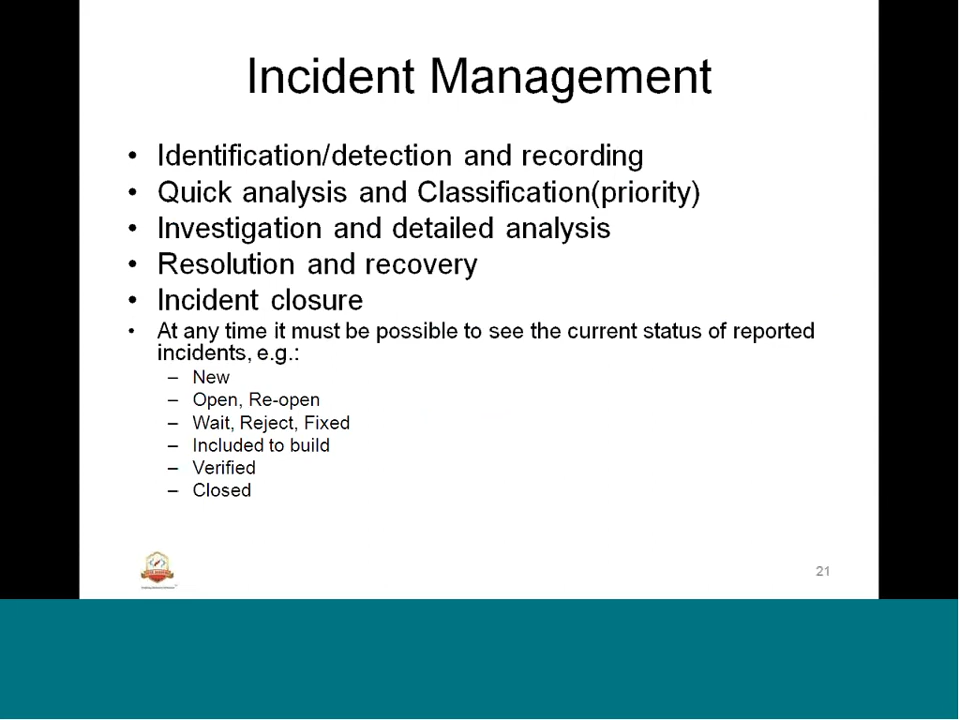 Incident Management
• Identification/detection and recording
• Quick analysis and Classification(priority)
• Investigation and detailed analysis
• Resolution and recovery
• Incident closure
• At any time it must be possible to see the current status of reported
incidents, e.g.:
– New
– Open, Re-open
– Wait, Reject, Fixed
– Included to build
– Verified
– Closed
21